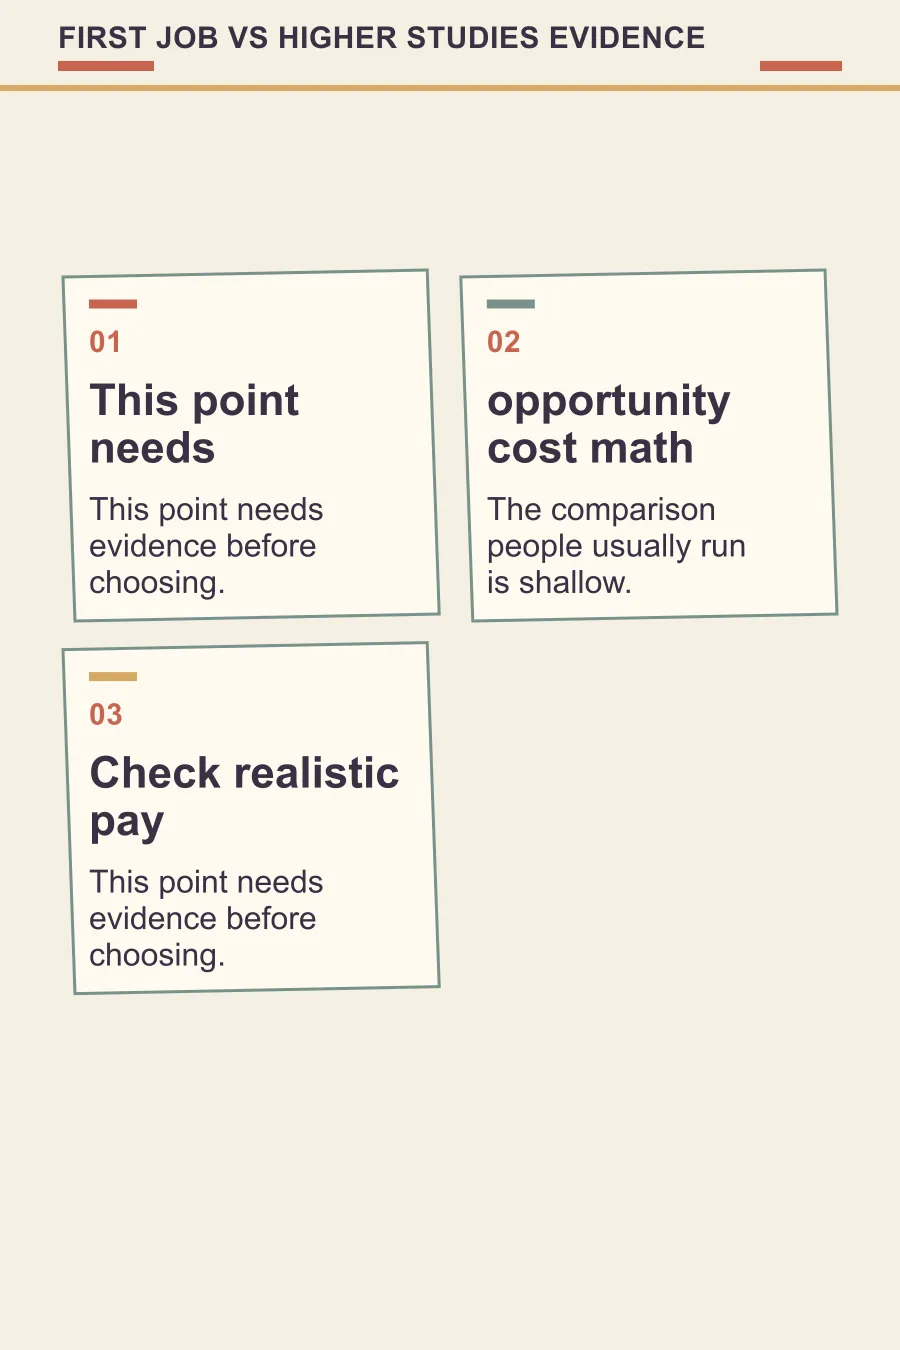 FIRST JOB VS HIGHER STUDIES EVIDENCE
01
This point
needs
This point needs
evidence before
choosing.
02
opportunity
cost math
The comparison
people usually run
is shallow.
03
Check realistic
pay
This point needs
evidence before
choosing.